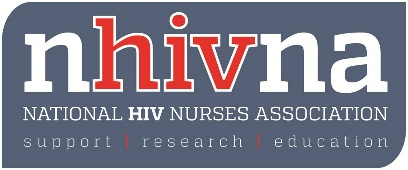 nhivna
NATIONAL HIV NURSES ASSOCIATION
support | research | education